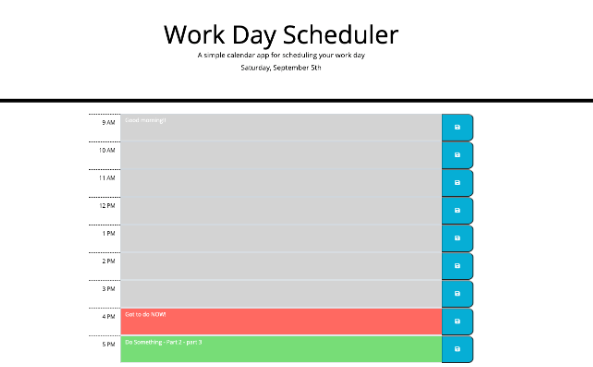 Work Day Scheduler
A simple calendar app for scheduling your work day
Saturday, September 5th
9 AM
Good morning!!
10 AM
11 AM
12 PM
1 PM
2 PM
3 PM
4 PM
Get to do NOW!
5 PM
Do Something - Part 2 - part 3